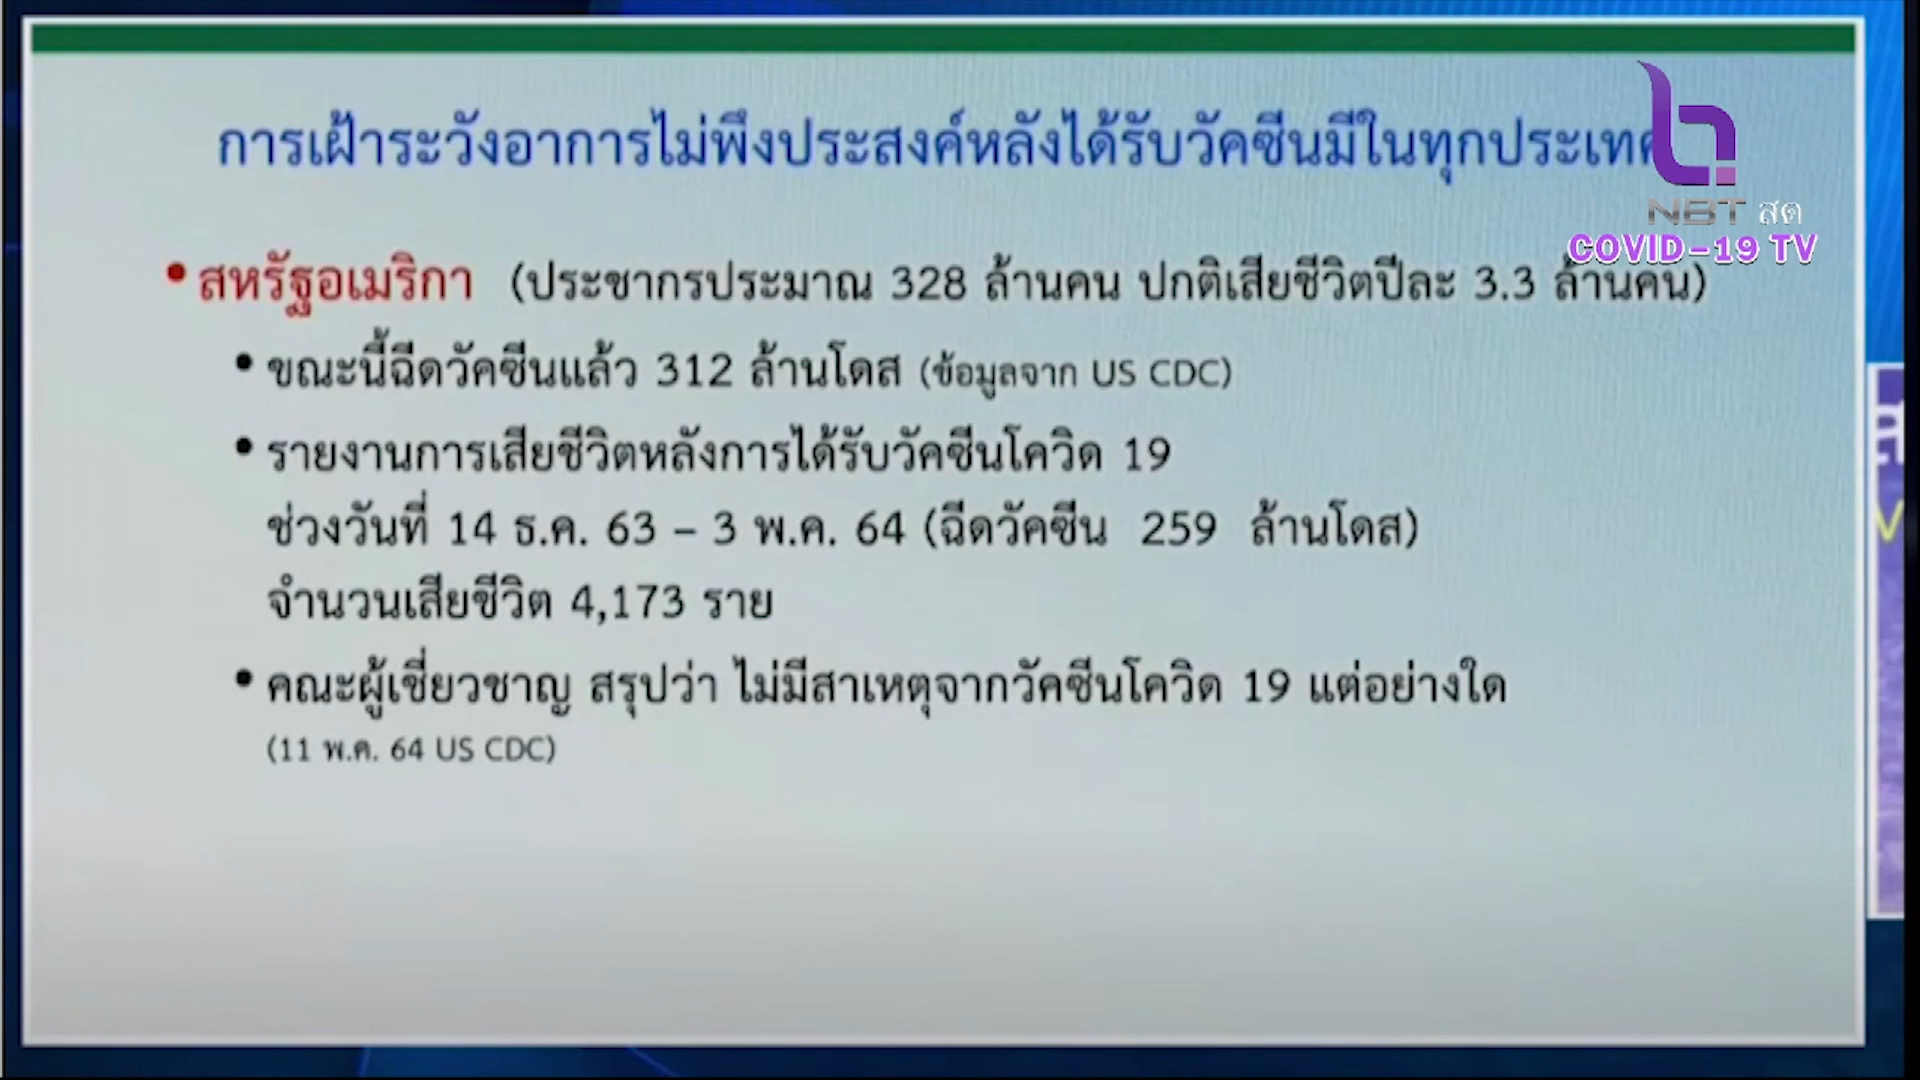 การเฝ้าระวังอาการไม่พึงประสงค์หลังได้รับวัคซีนมีในทุกประเทศ
NBT สด
COVID-19 TV
• สหรัฐอเมริกา (ประชากรประมาณ 328 ล้านคน ปกติเสียชีวิตปีละ 3.3 ล้านคน)
• ขณะนี้ฉีดวัคซีนแล้ว 312 ล้านโดส (ข้อมูลจาก US CDC)
• รายงานการเสียชีวิตหลังการได้รับวัคซีนโควิด 19
ช่วงวันที่ 14 ธ.ค. 63 – 3 พ.ค. 64 (ฉีดวัคซีน 259 ล้านโดส)
จำนวนเสียชีวิต 4,173 ราย
• คณะผู้เชี่ยวชาญ สรุปว่า ไม่มีสาเหตุจากวัคซีนโควิด 19 แต่อย่างใด
(11 พ.ค. 64 US CDC)